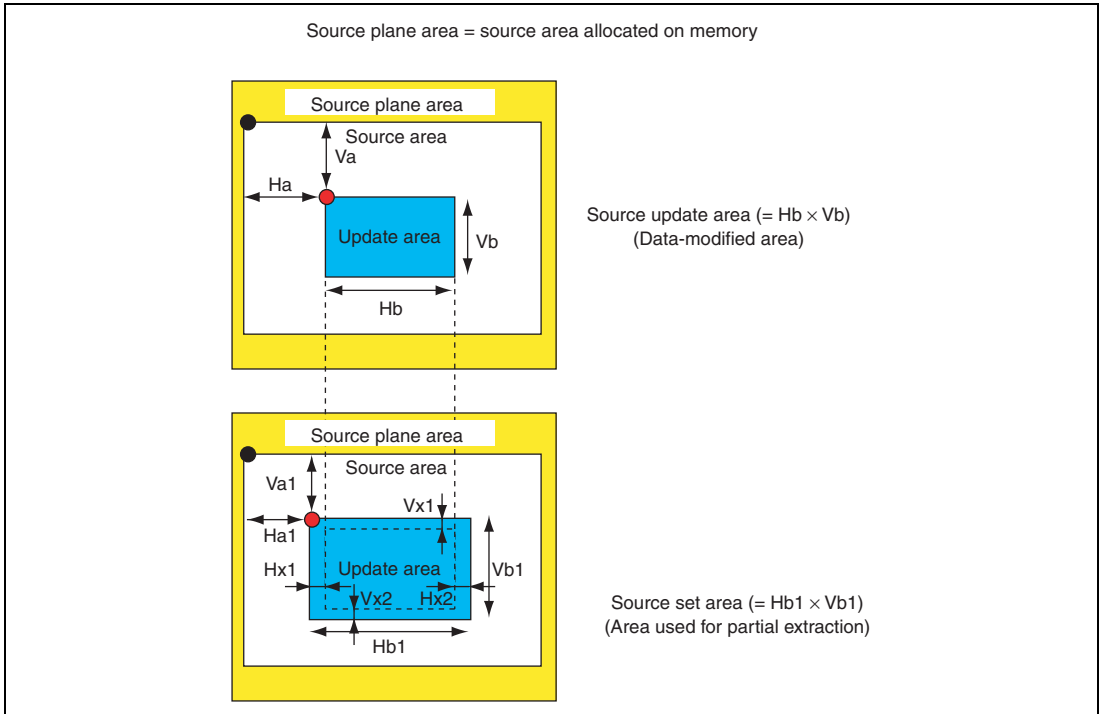 Source plane area = source area allocated on memory
Source plane area
Source area
Va
Ha
Update area
Vb
Hb
Source update area (= Hb × Vb)
(Data-modified area)
Source plane area
Source area
Va1
Vx1
Ha1
Update area
Vb1
Hx1
Vx2
Hx2
Hb1
Source set area (= Hb1 × Vb1)
(Area used for partial extraction)